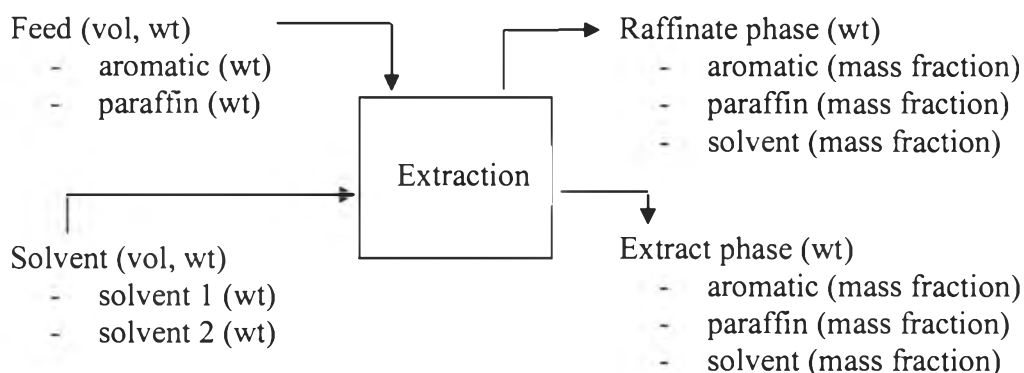 Feed (vol, wt)
- aromatic (wt)
- paraffin (wt)
Solvent (vol, wt)
- solvent 1 (wt)
- solvent 2 (wt)
Extraction
Raffinate phase (wt)
- aromatic (mass fraction)
- paraffin (mass fraction)
- solvent (mass fraction)
Extract phase (wt)
- aromatic (mass fraction)
- paraffin (mass fraction)
- solvent (mass fraction)